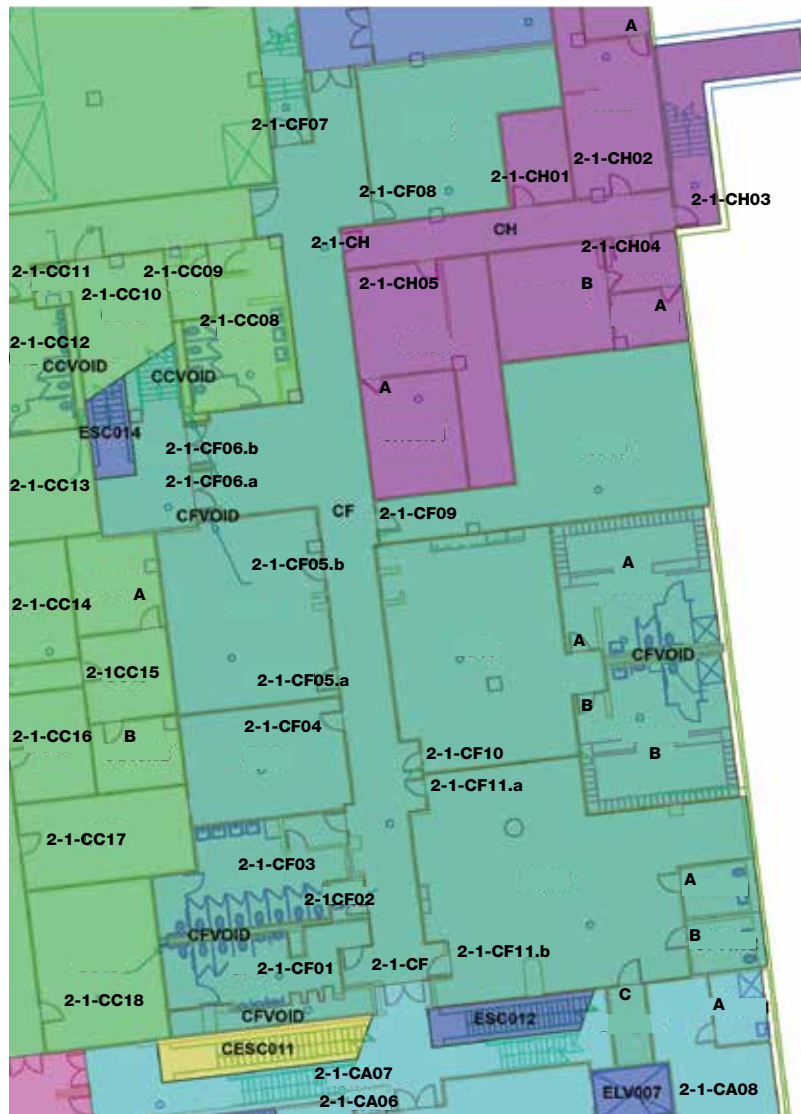 A
2-1-CF07
2-1-CH02
2-1-CH01
2-1-CF08
2-1-CH03
CH
2-1-CH
2-1-CH04
2-1-CC11
2-1-CC09
2-1-CH05
2-1-CC10
B
A
2-1-CC08
2-1-CC12
CCVOID
CCVOID
A
ESC014
2-1-CF06.b
2-1-CC13
2-1-CF06.a
CFVOID
CF
2-1-CF09
2-1-CF05.b
A
2-1-CC14
A
A
CFVOID
2-1CC15
2-1-CF05.a
B
2-1-CF04
2-1-CC16
B
2-1-CF10
B
2-1-CF11.a
2-1-CC17
2-1-CF03
A
2-1CF02
CFVOID
B
2-1-CF11.b
2-1-CF01
2-1-CF
C
2-1-CC18
A
CFVOID
ESC012
CESC011
2-1-CA07
2-1-CA06
ELV007
2-1-CA08